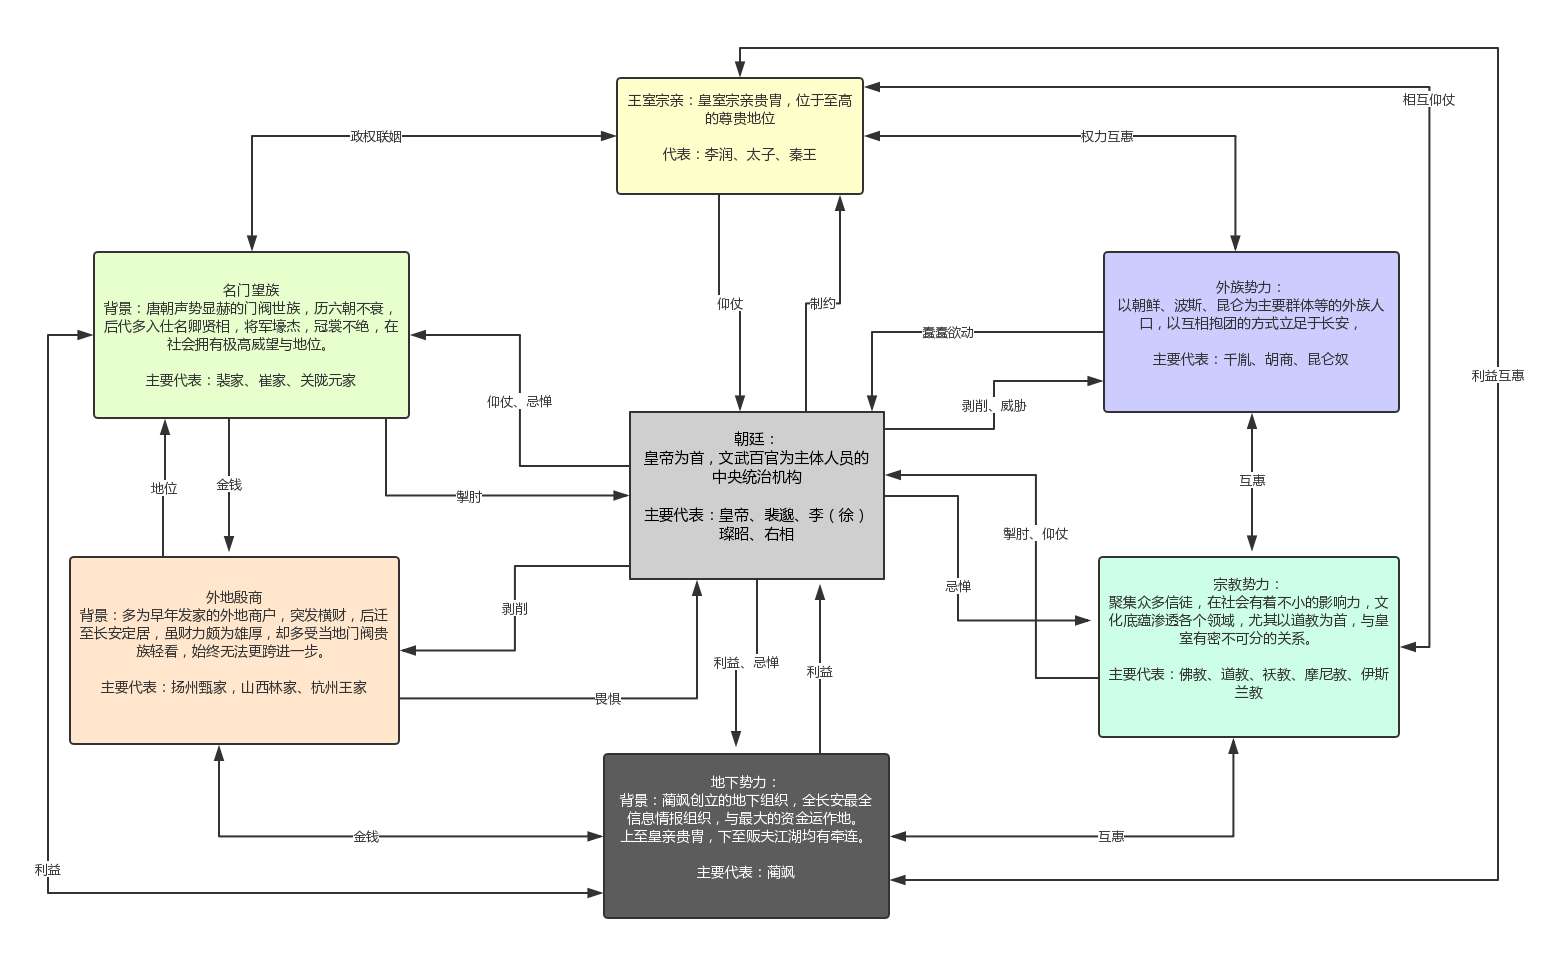 相互仰仗
王室宗亲：皇室宗亲贵胄，位于至高
的尊贵地位
代表：李润、太子、秦王
政权联姻
权力互惠
名门望族
背景：唐朝声势显赫的门阀世族，历六朝不衰，
后代多入仕名卿贤相，将军壕杰，冠裳不绝，在
社会拥有极高威望与地位。
主要代表：裴家、崔家、关陇元家
外族势力：
以朝鲜、波斯、昆仑为主要群体等的外族人
口，以互相抱团的方式立足于长安，
主要代表：千胤、胡商、昆仑奴
仰仗
制约
蠢蠢欲动
利益互惠
仰仗、忌惮
剥削、威胁
朝廷：
皇帝为首，文武百官为主体人员的
中央统治机构
主要代表：皇帝、裴邈、李（徐）
璨昭、右相
地位
金钱
掣肘
互惠
掣肘、仰仗
忌惮
外地殷商
背景：多为早年发家的外地商户，突发横财，后迁
至长安定居，虽财力颇为雄厚，却多受当地门阀贵
族轻看，始终无法更跨进一步。
主要代表：扬州甄家，山西林家、杭州王家
剥削
宗教势力：
聚集众多信徒，在社会有着不小的影响力，文
化底蕴渗透各个领域，尤其以道教为首，与皇
室有密不可分的关系。
主要代表：佛教、道教、袄教、摩尼教、伊斯
兰教
利益、忌惮
利益
畏惧
地下势力：
背景：蔺飒创立的地下组织，全长安最全
信息情报组织，与最大的资金运作地。
上至皇亲贵胄，下至贩夫江湖均有牵连。
主要代表：蔺飒
金钱
互惠
利益